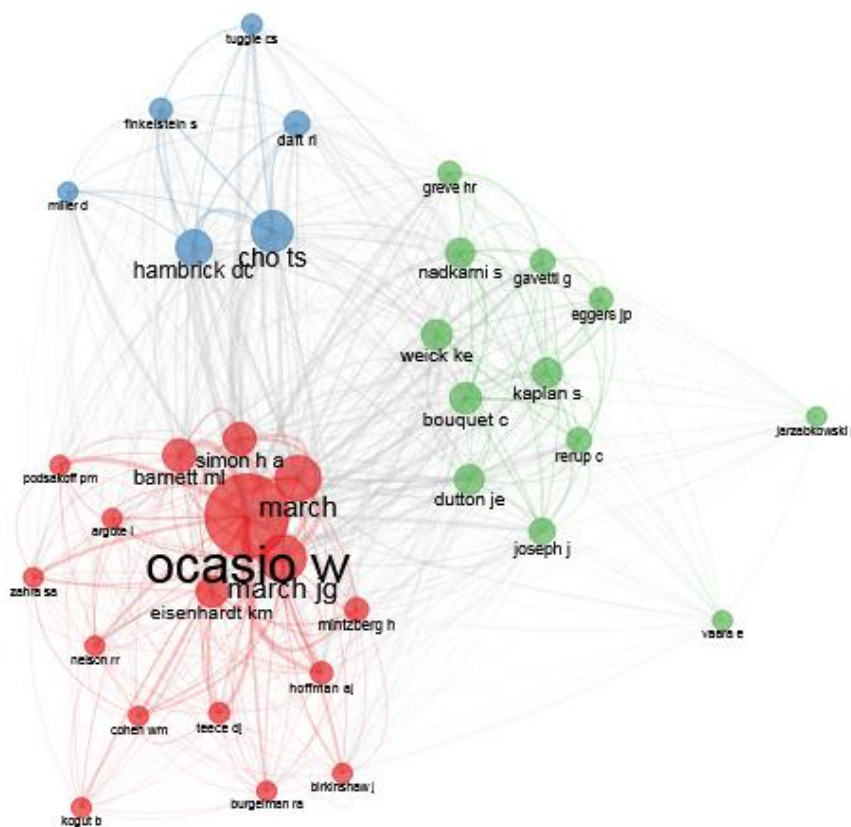 tuggle cs
finkelstein s
daft rl
miller d
greve hr
hambrick dc
cho ts
nadkarni s
gavetti g
eggers jp
weick ke
kaplan s
bouquet c
jarzabkowski
rerup c
simon h a
podsakoff pm
barnett ml
dutton je
march
argote l
joseph j
ocasio w
zahra sa
march jg
eisenhardt km
mintzberg h
vaara e
nelson rr
hoffman aj
cohen wm
teece dj
birkinshaw j
burgelman ra
kogut b